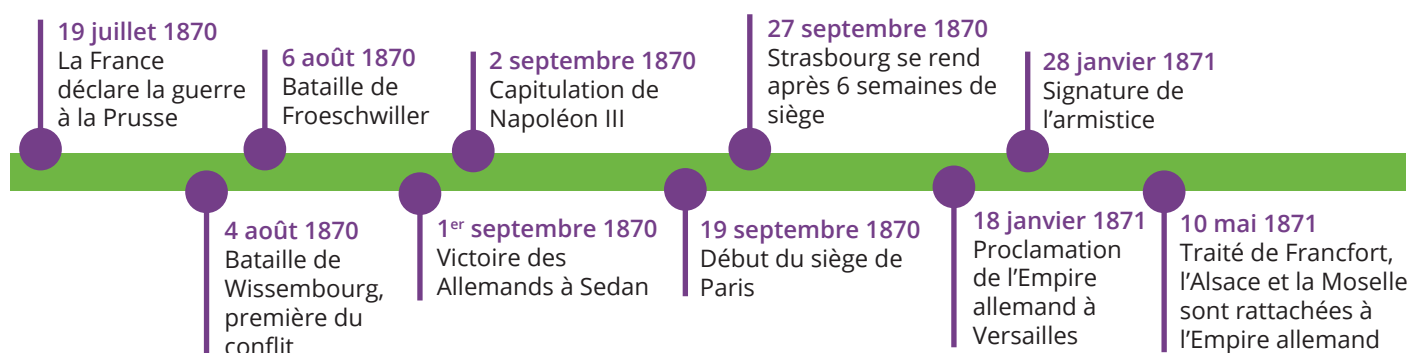 19 juillet 1870
La France
déclare la guerre
à la Prusse
4 août 1870
Bataille de
Wissembourg,
première du
conflit
6 août 1870
Bataille de
Froeschwiller
1er septembre 1870
Victoire des
Allemands à Sedan
2 septembre 1870
Capitulation de
Napoléon III
19 septembre 1870
Début du siège de
Paris
27 septembre 1870
Strasbourg se rend
après 6 semaines de
siège
18 janvier 1871
Proclamation
de l’Empire
allemand à
Versailles
28 janvier 1871
Signature de
l’armistice
10 mai 1871
Traité de Francfort,
l’Alsace et la Moselle
sont rattachées à
l’Empire allemand